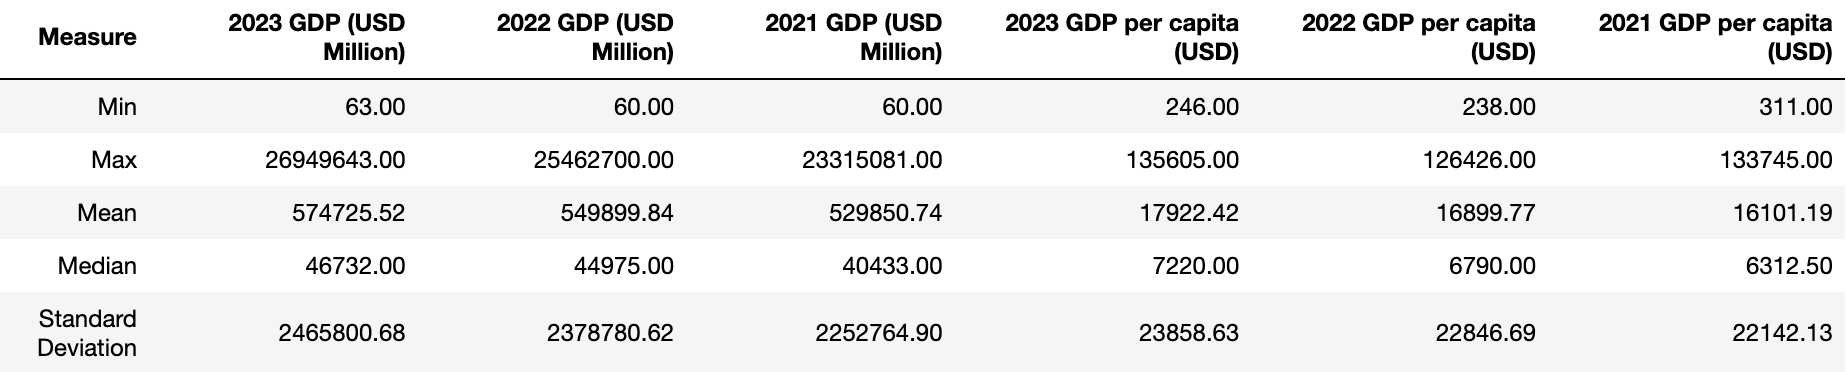 Measure 2023 GDP (USD Million) 2022 GDP (USD Million) 2021 GDP (USD Million) 2023 GDP per capita (USD) 2022 GDP per capita (USD) 2021 GDP per capita (USD)
Min 63.00 60.00 60.00 246.00 238.00 311.00
Max 26949643.00 25462700.00 23315081.00 135605.00 126426.00 133745.00
Mean 574725.52 549899.84 529850.74 17922.42 16899.77 16101.19
Median 46732.00 44975.00 40433.00 7220.00 6790.00 6312.50
Standard Deviation 2465800.68 2378780.62 2252764.90 23858.63 22846.69 22142.13